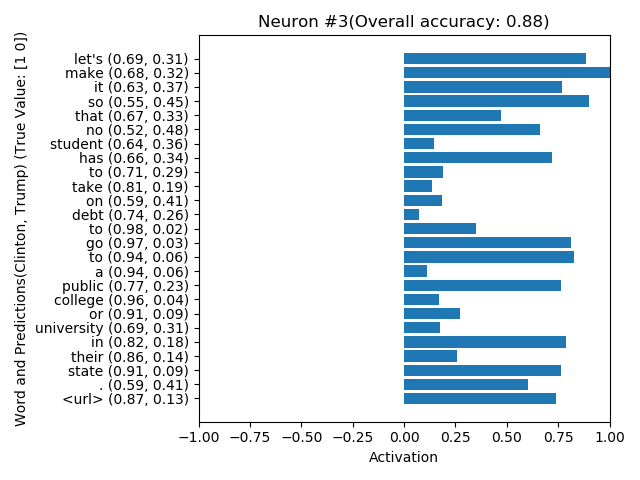 Neuron #3(Overall accuracy: 0.88)
Word and Predictions(Clinton, Trump) (True Value: [1 0])
let's (0.69, 0.31)
make (0.68, 0.32)
it (0.63, 0.37)
so (0.55, 0.45)
that (0.67, 0.33)
no (0.52, 0.48)
student (0.64, 0.36)
has (0.66, 0.34)
to (0.71, 0.29)
take (0.81, 0.19)
on (0.59, 0.41)
debt (0.74, 0.26)
to (0.98, 0.02)
go (0.97, 0.03)
to (0.94, 0.06)
a (0.94, 0.06)
public (0.77, 0.23)
college (0.96, 0.04)
or (0.91, 0.09)
university (0.69, 0.31)
in (0.82, 0.18)
their (0.86, 0.14)
state (0.91, 0.09)
. (0.59, 0.41)
<url> (0.87, 0.13)
−1.00 −0.75 −0.50 −0.25 0.00 0.25 0.50 0.75 1.00
Activation